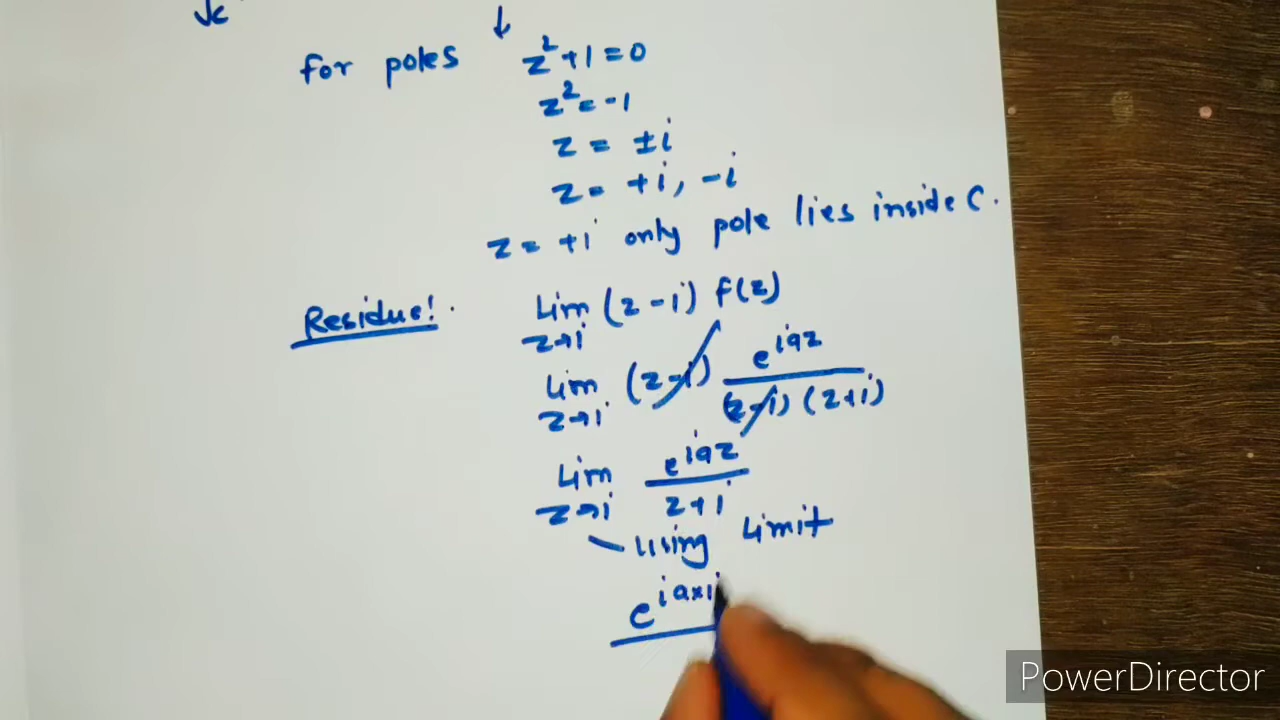 √c
↓
for poles z²+1=0
z²=-1
z = ±i
z = +i, -i
z = +i only pole lies inside C.
Residue:- Lim z→i (z-i) f(z)
Lim z→i (z-i) e^{iaz}/(z-i)(z+i)
Lim z→i e^{iaz}/z+i
— using Limit
e^{iaxi}
PowerDirector